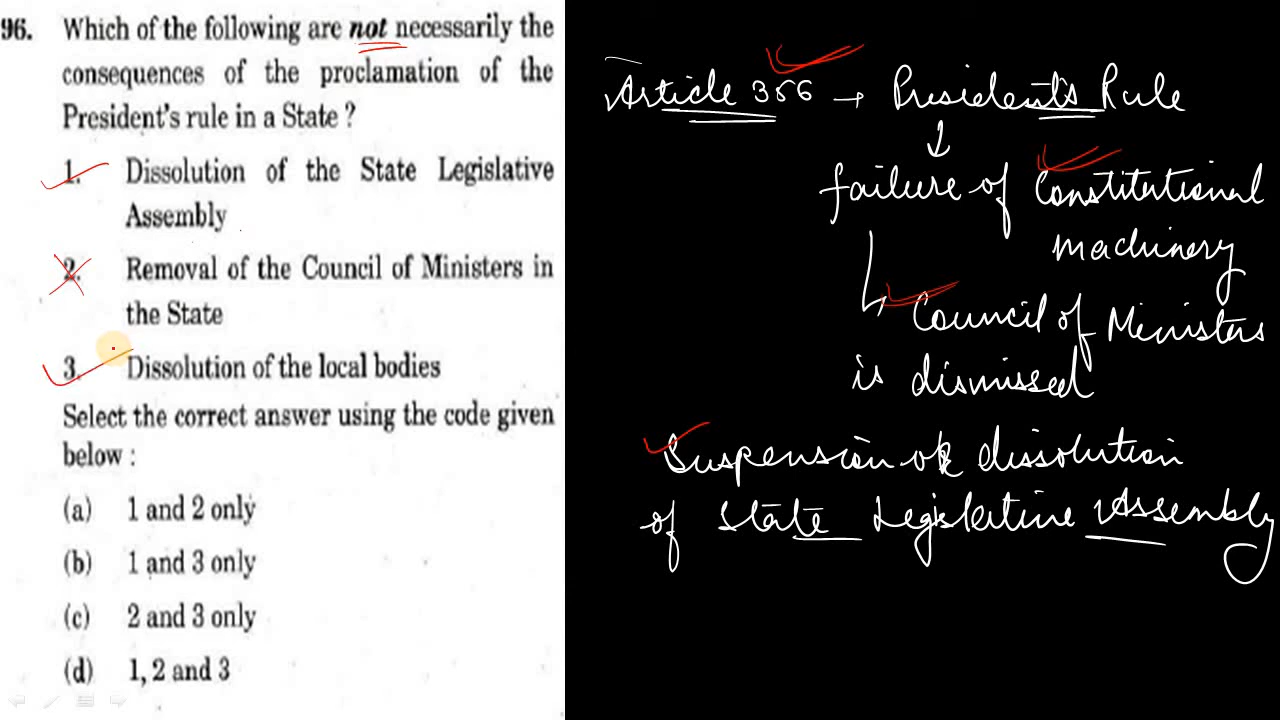 96. Which of the following are not necessarily the
consequences of the proclamation of the
President's rule in a State ?
1. Dissolution of the State Legislative
Assembly
2. Removal of the Council of Ministers in
the State
3. Dissolution of the local bodies
Select the correct answer using the code given
below :
(a) 1 and 2 only
(b) 1 and 3 only
(c) 2 and 3 only
(d) 1, 2 and 3
Article 356 → President's Rule
↓
failure of Constitutional
machinery
Council of Ministers
is dismissed
Suspension or dissolution
of State Legislative Assembly